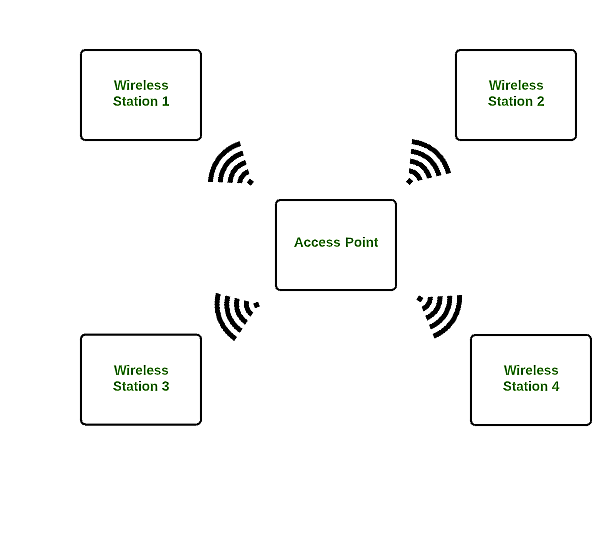 Wireless
Station 1
Wireless
Station 2
Access Point
Wireless
Station 3
Wireless
Station 4